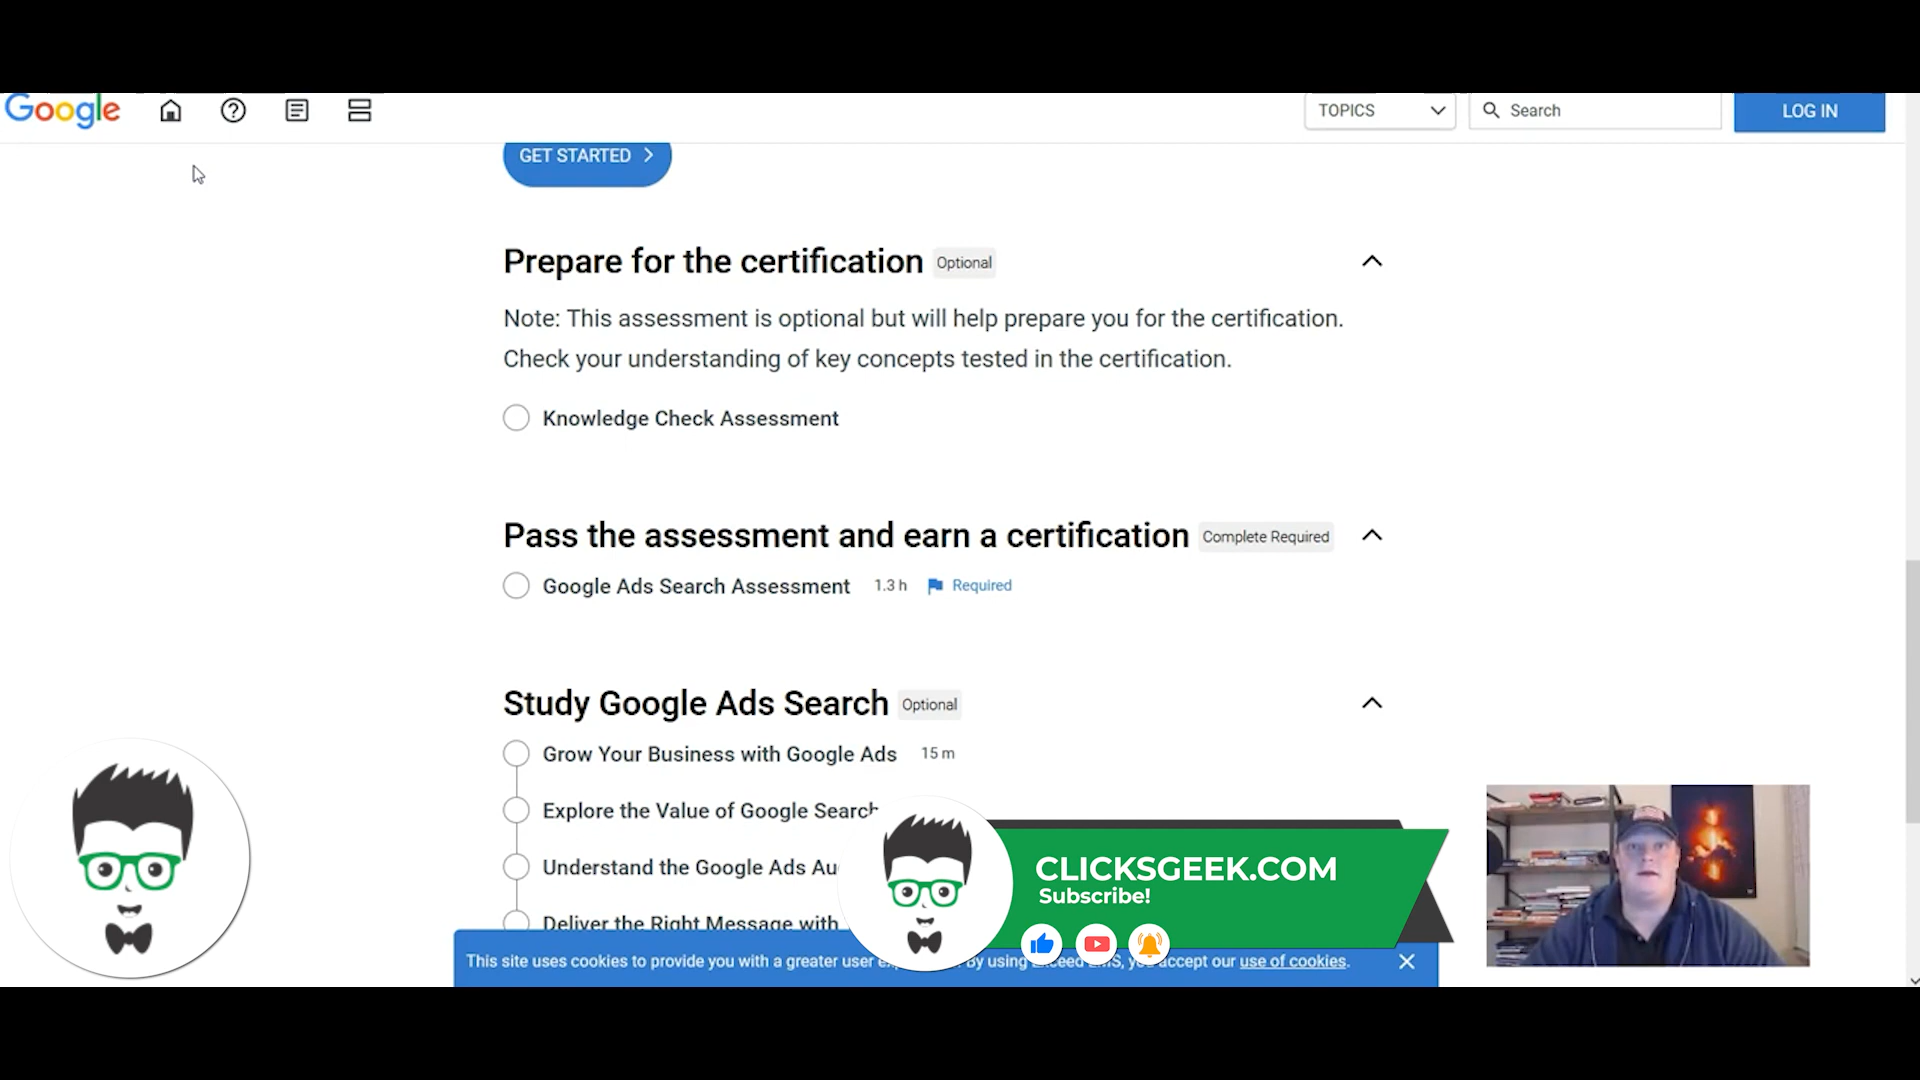 Google
TOPICS
Search
LOG IN
GET STARTED
Prepare for the certification Optional
Note: This assessment is optional but will help prepare you for the certification.
Check your understanding of key concepts tested in the certification.
Knowledge Check Assessment
Pass the assessment and earn a certification Complete Required
Google Ads Search Assessment 1.3 h Required
Study Google Ads Search Optional
Grow Your Business with Google Ads 15 m
Explore the Value of Google Search
Understand the Google Ads Au
Deliver the Right Message with
CLICKSGEEK.COM
Subscribe!
This site uses cookies to provide you with a greater user By using accept our use of cookies.